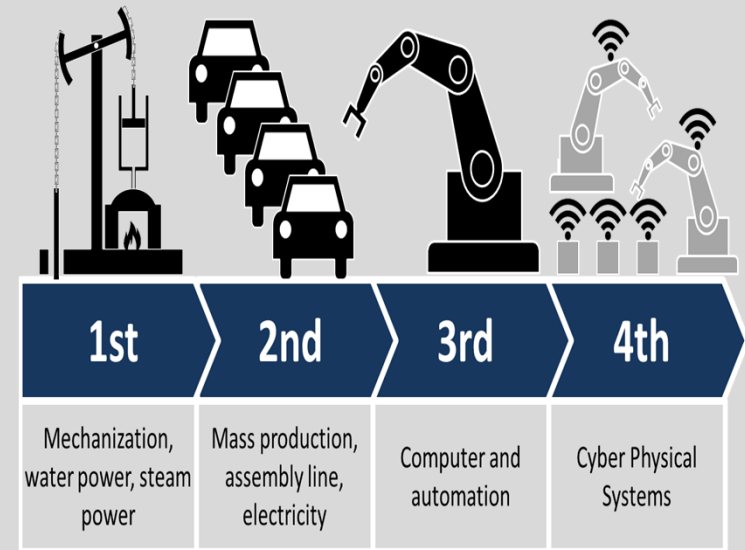 1st
2nd
3rd
4th
Mechanization,
water power, steam
power
Mass production,
assembly line,
electricity
Computer and
automation
Cyber Physical
Systems